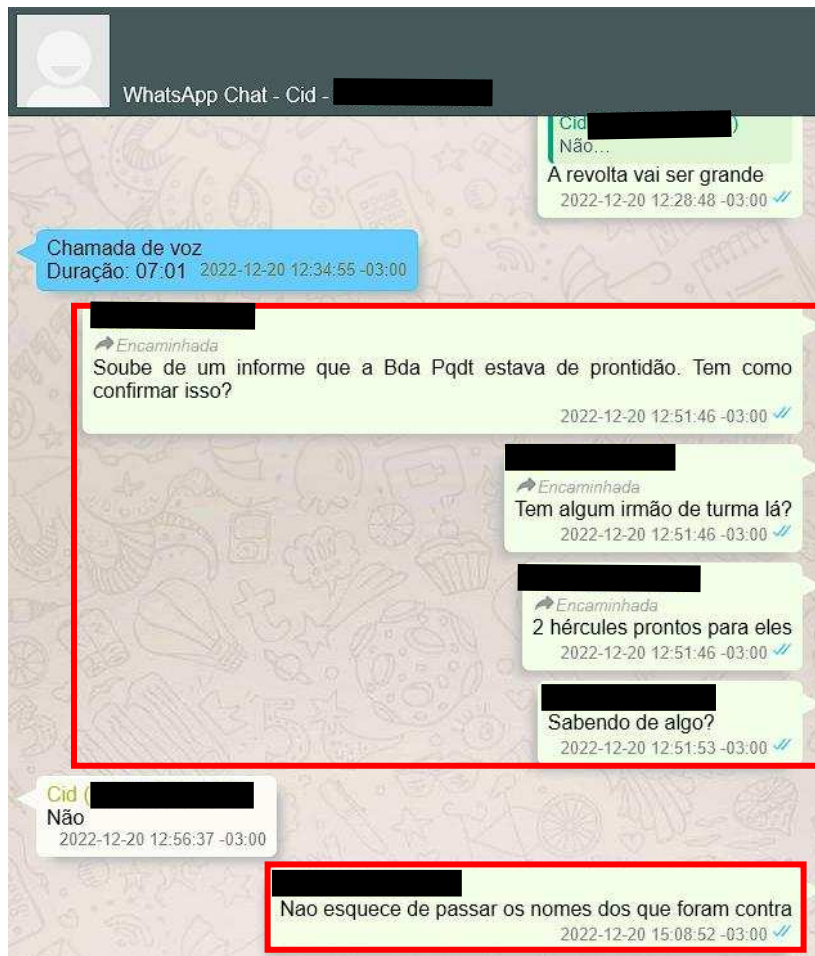 WhatsApp Chat - Cid -
Cid )
Não...
A revolta vai ser grande
2022-12-20 12:28:48 -03:00
Chamada de voz
Duração: 07:01 2022-12-20 12:34:55 -03:00
Encaminhada
Soube de um informe que a Bda Pqdt estava de prontidão. Tem como
confirmar isso?
2022-12-20 12:51:46 -03:00
Encaminhada
Tem algum irmão de turma lá?
2022-12-20 12:51:46 -03:00
Encaminhada
2 hércules prontos para eles
2022-12-20 12:51:46 -03:00
Sabendo de algo?
2022-12-20 12:51:53 -03:00
Cid (
Não
2022-12-20 12:56:37 -03:00
Nao esquece de passar os nomes dos que foram contra
2022-12-20 15:08:52 -03:00